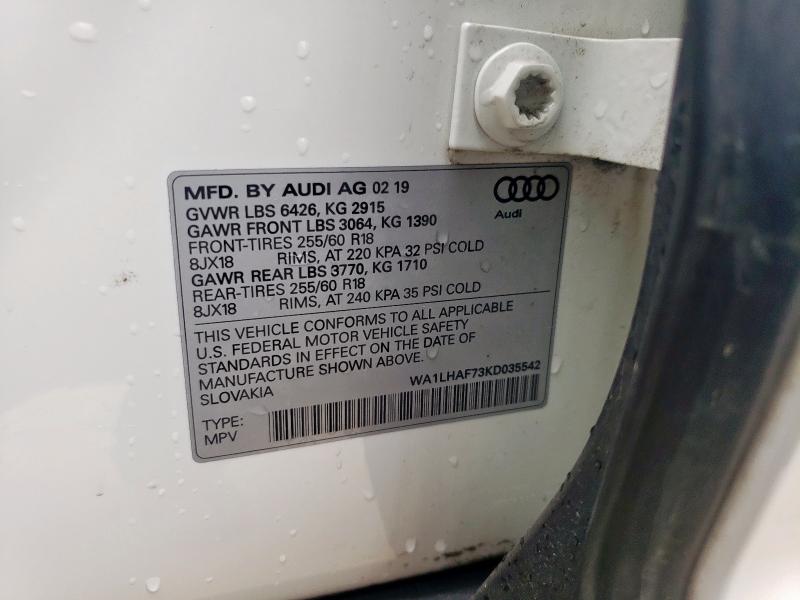 MFD. BY AUDI AG 02 19
GVWR LBS 6426, KG 2915
GAWR FRONT LBS 3064, KG 1390
FRONT-TIRES 255/60 R18
8JX18 RIMS, AT 220 KPA 32 PSI COLD
GAWR REAR LBS 3770, KG 1710
REAR-TIRES 255/60 R18
8JX18 RIMS, AT 240 KPA 35 PSI COLD
Audi
THIS VEHICLE CONFORMS TO ALL APPLICABLE
U.S. FEDERAL MOTOR VEHICLE SAFETY
STANDARDS IN EFFECT ON THE DATE OF
MANUFACTURE SHOWN ABOVE.
SLOVAKIA
WA1LHAF73KD035542
TYPE:
MPV